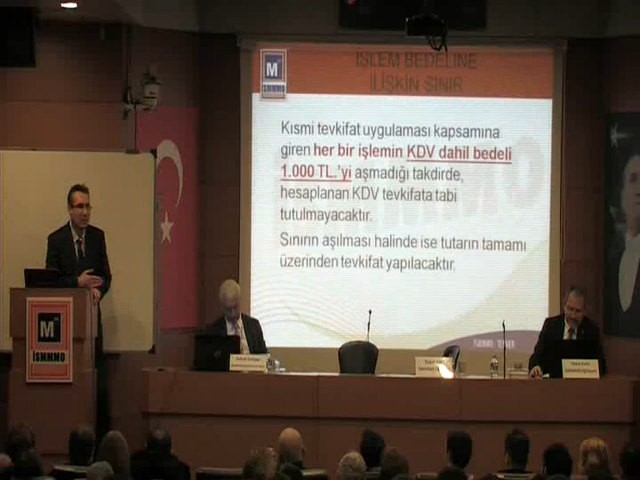 İŞLEM BEDELİNE
İLİŞKİN SINIR
M
İSMMMO
Kısmi tevkifat uygulaması kapsamına
giren her bir işlemin KDV dahil bedeli
1.000 TL.'yi aşmadığı takdirde,
hesaplanan KDV tevkifata tabi
tutulmayacaktır.
Sınırın aşılması halinde ise tutarın tamamı
üzerinden tevkifat yapılacaktır.
M
İSMMMO